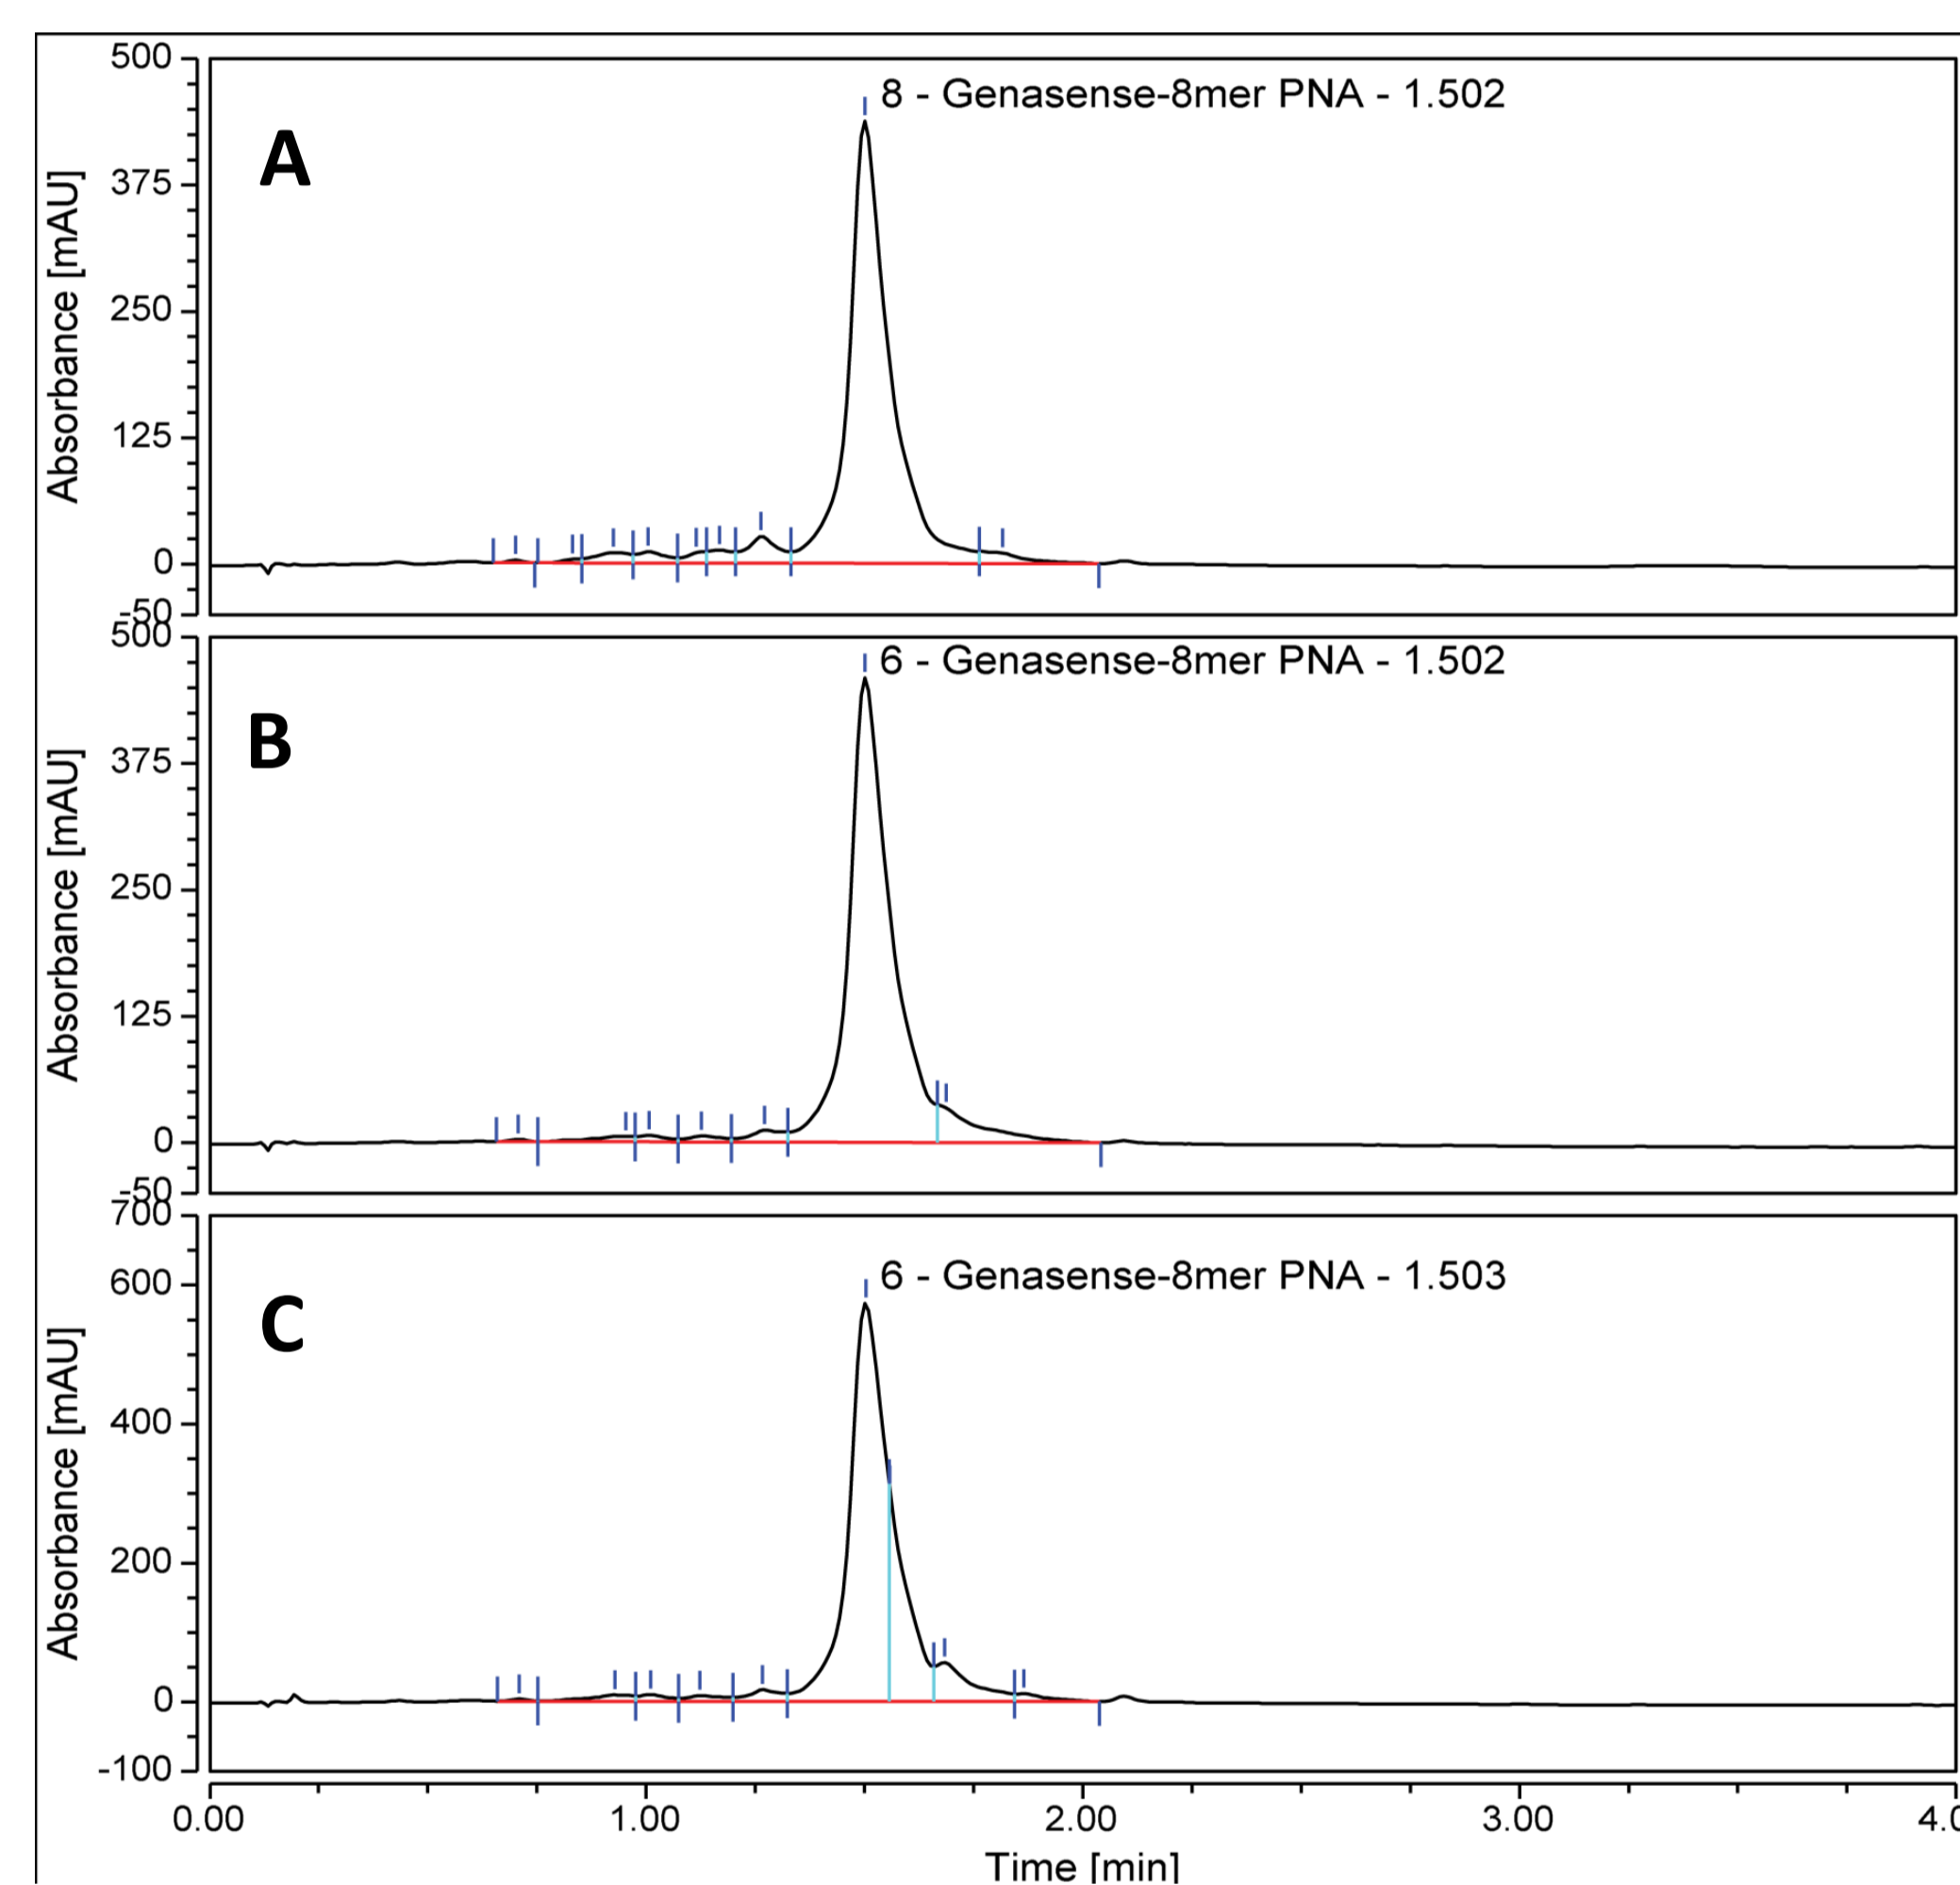 500
8 - Genasense-8mer PNA - 1.502
A
375
250
125
0
-50
Absorbance [mAU]
500
6 - Genasense-8mer PNA - 1.502
B
375
250
125
0
-50
Absorbance [mAU]
700
6 - Genasense-8mer PNA - 1.503
600
C
400
200
0
-100
Absorbance [mAU]
0.00 1.00 2.00 3.00 4.0
Time [min]